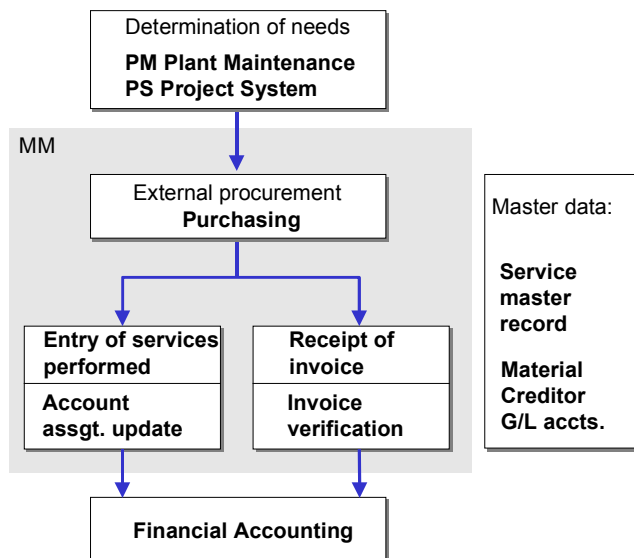 Determination of needs
PM Plant Maintenance
PS Project System
MM
External procurement
Purchasing
Master data:
Service
master
record
Material
Creditor
G/L accts.
Entry of services
performed
Account
assgt. update
Receipt of
invoice
Invoice
verification
Financial Accounting